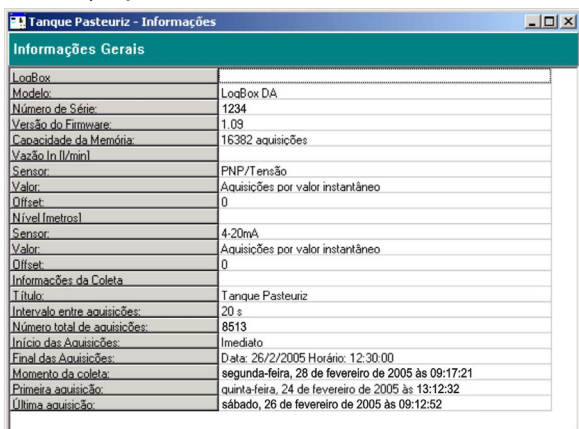 Tanque Pasteuriz - Informações
Informações Gerais
LogBox
Modelo: LogBox DA
Número de Série: 1234
Versão do Firmware: 1.09
Capacidade da Memória: 16382 aquisições
Vazão In [l/min]
Sensor: PNP/Tensão
Valor: Aquisições por valor instantâneo
Offset: 0
Nível [metros]
Sensor: 4-20mA
Valor: Aquisições por valor instantâneo
Offset: 0
Informações da Coleta
Título: Tanque Pasteuriz
Intervalo entre aquisições: 20 s
Número total de aquisições: 8513
Início das Aquisições: Imediato
Final das Aquisições: Data: 26/2/2005 Horário: 12:30:00
Momento da coleta: segunda-feira, 28 de fevereiro de 2005 às 09:17:21
Primeira aquisição: quinta-feira, 24 de fevereiro de 2005 às 13:12:32
Última aquisição: sábado, 26 de fevereiro de 2005 às 09:12:52